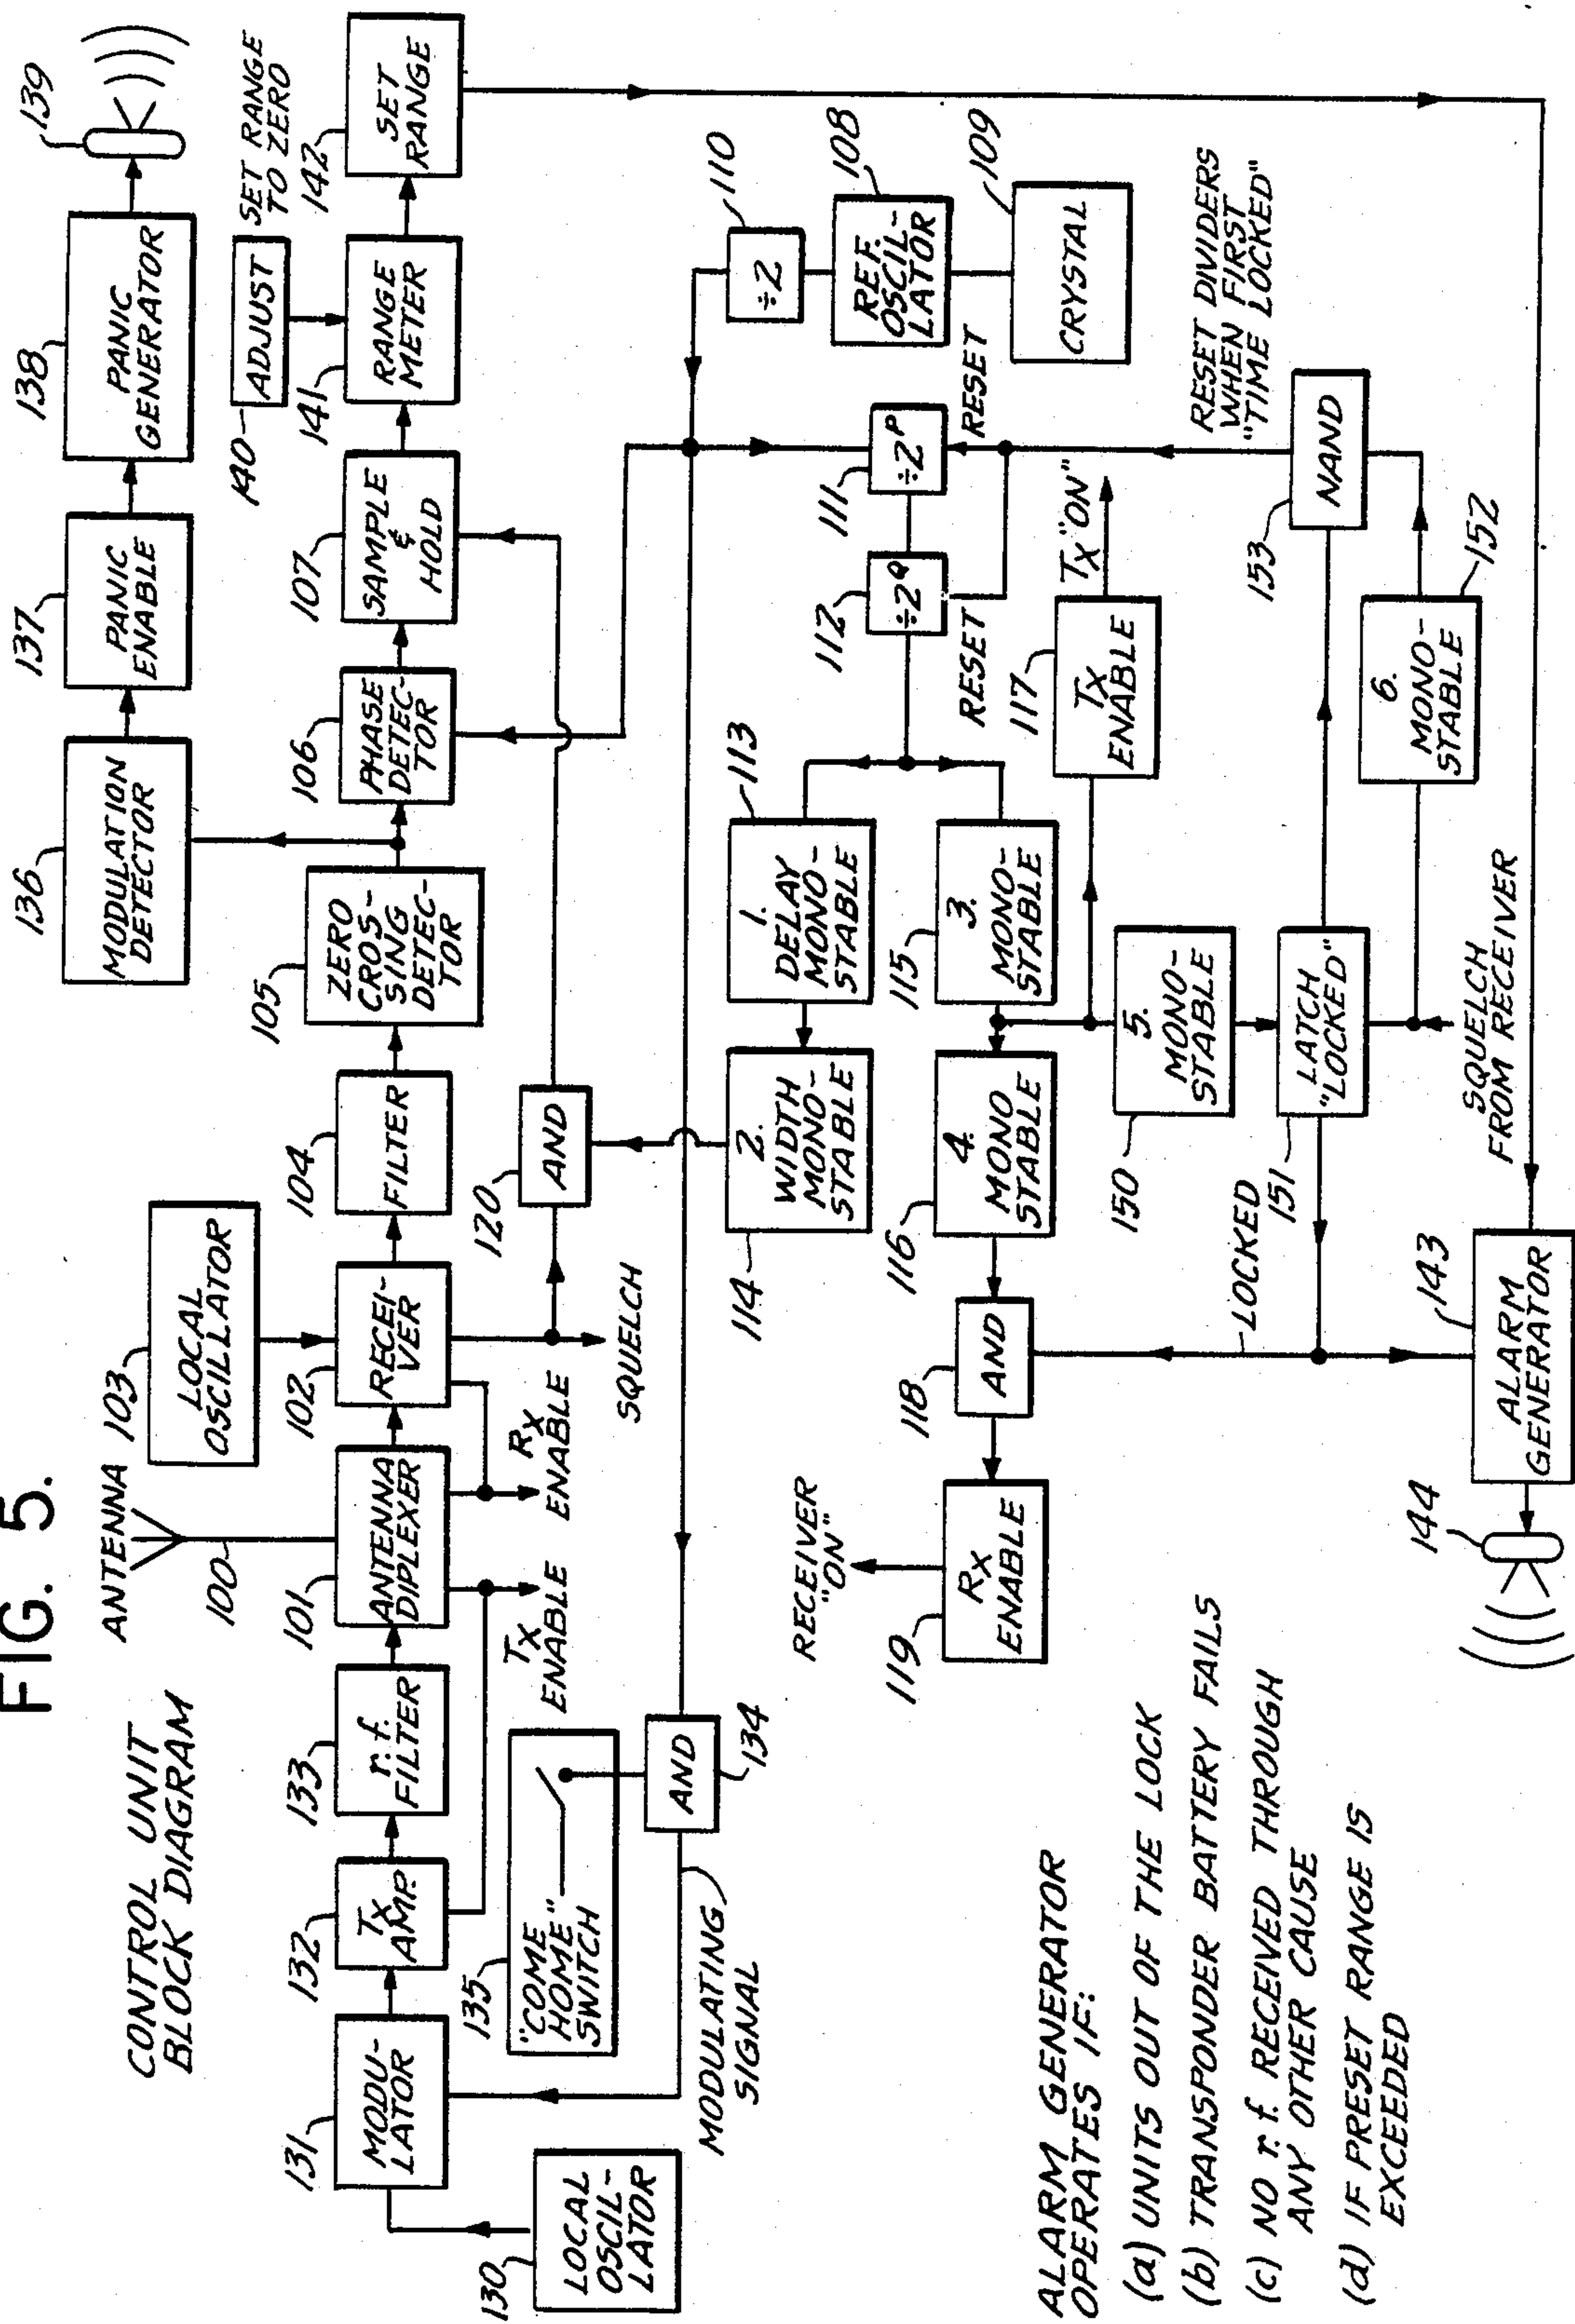 FIG. 5.
CONTROL UNIT
BLOCK DIAGRAM
130
LOCAL
OSCIL-
LATOR
131
MODU-
LATOR
132
Tx
AMP.
133
r.f.
FILTER
ANTENNA
100
101
ANTENNA
DIPLEXER
103
LOCAL
OSCILLATOR
102
RECEI-
VER
104
FILTER
105
ZERO
CROS-
SING
DETEC-
TOR
136
MODULATION
DETECTOR
137
PANIC
ENABLE
138
PANIC
GENERATOR
139
106
PHASE
DETEC-
TOR
107
SAMPLE
&
HOLD
140
ADJUST
SET RANGE
TO ZERO
141
RANGE
METER
142
SET
RANGE
135
"COME
HOME"
SWITCH
Tx
ENABLE
Rx
ENABLE
SQUELCH
120
AND
AND
134
MODULATING
SIGNAL
114
2.
WIDTH
MONO-
STABLE
113
1.
DELAY
MONO-
STABLE
112
÷2Q
RESET
111
÷2P
RESET
110
÷2
108
REF.
OSCIL-
LATOR
109
CRYSTAL
RECEIVER
"ON"
119
Rx
ENABLE
118
AND
116
4.
MONO
STABLE
115
3.
MONO-
STABLE
117
Tx
ENABLE
Tx "ON"
150
5.
MONO-
STABLE
LOCKED
151
LATCH
"LOCKED"
6.
MONO-
STABLE
152
153
NAND
RESET DIVIDERS
WHEN FIRST
"TIME LOCKED"
SQUELCH
FROM RECEIVER
143
ALARM
GENERATOR
144
ALARM GENERATOR
OPERATES IF:
(a) UNITS OUT OF THE LOCK
(b) TRANSPONDER BATTERY FAILS
(c) NO r.f. RECEIVED THROUGH
ANY OTHER CAUSE
(d) IF PRESET RANGE IS
EXCEEDED